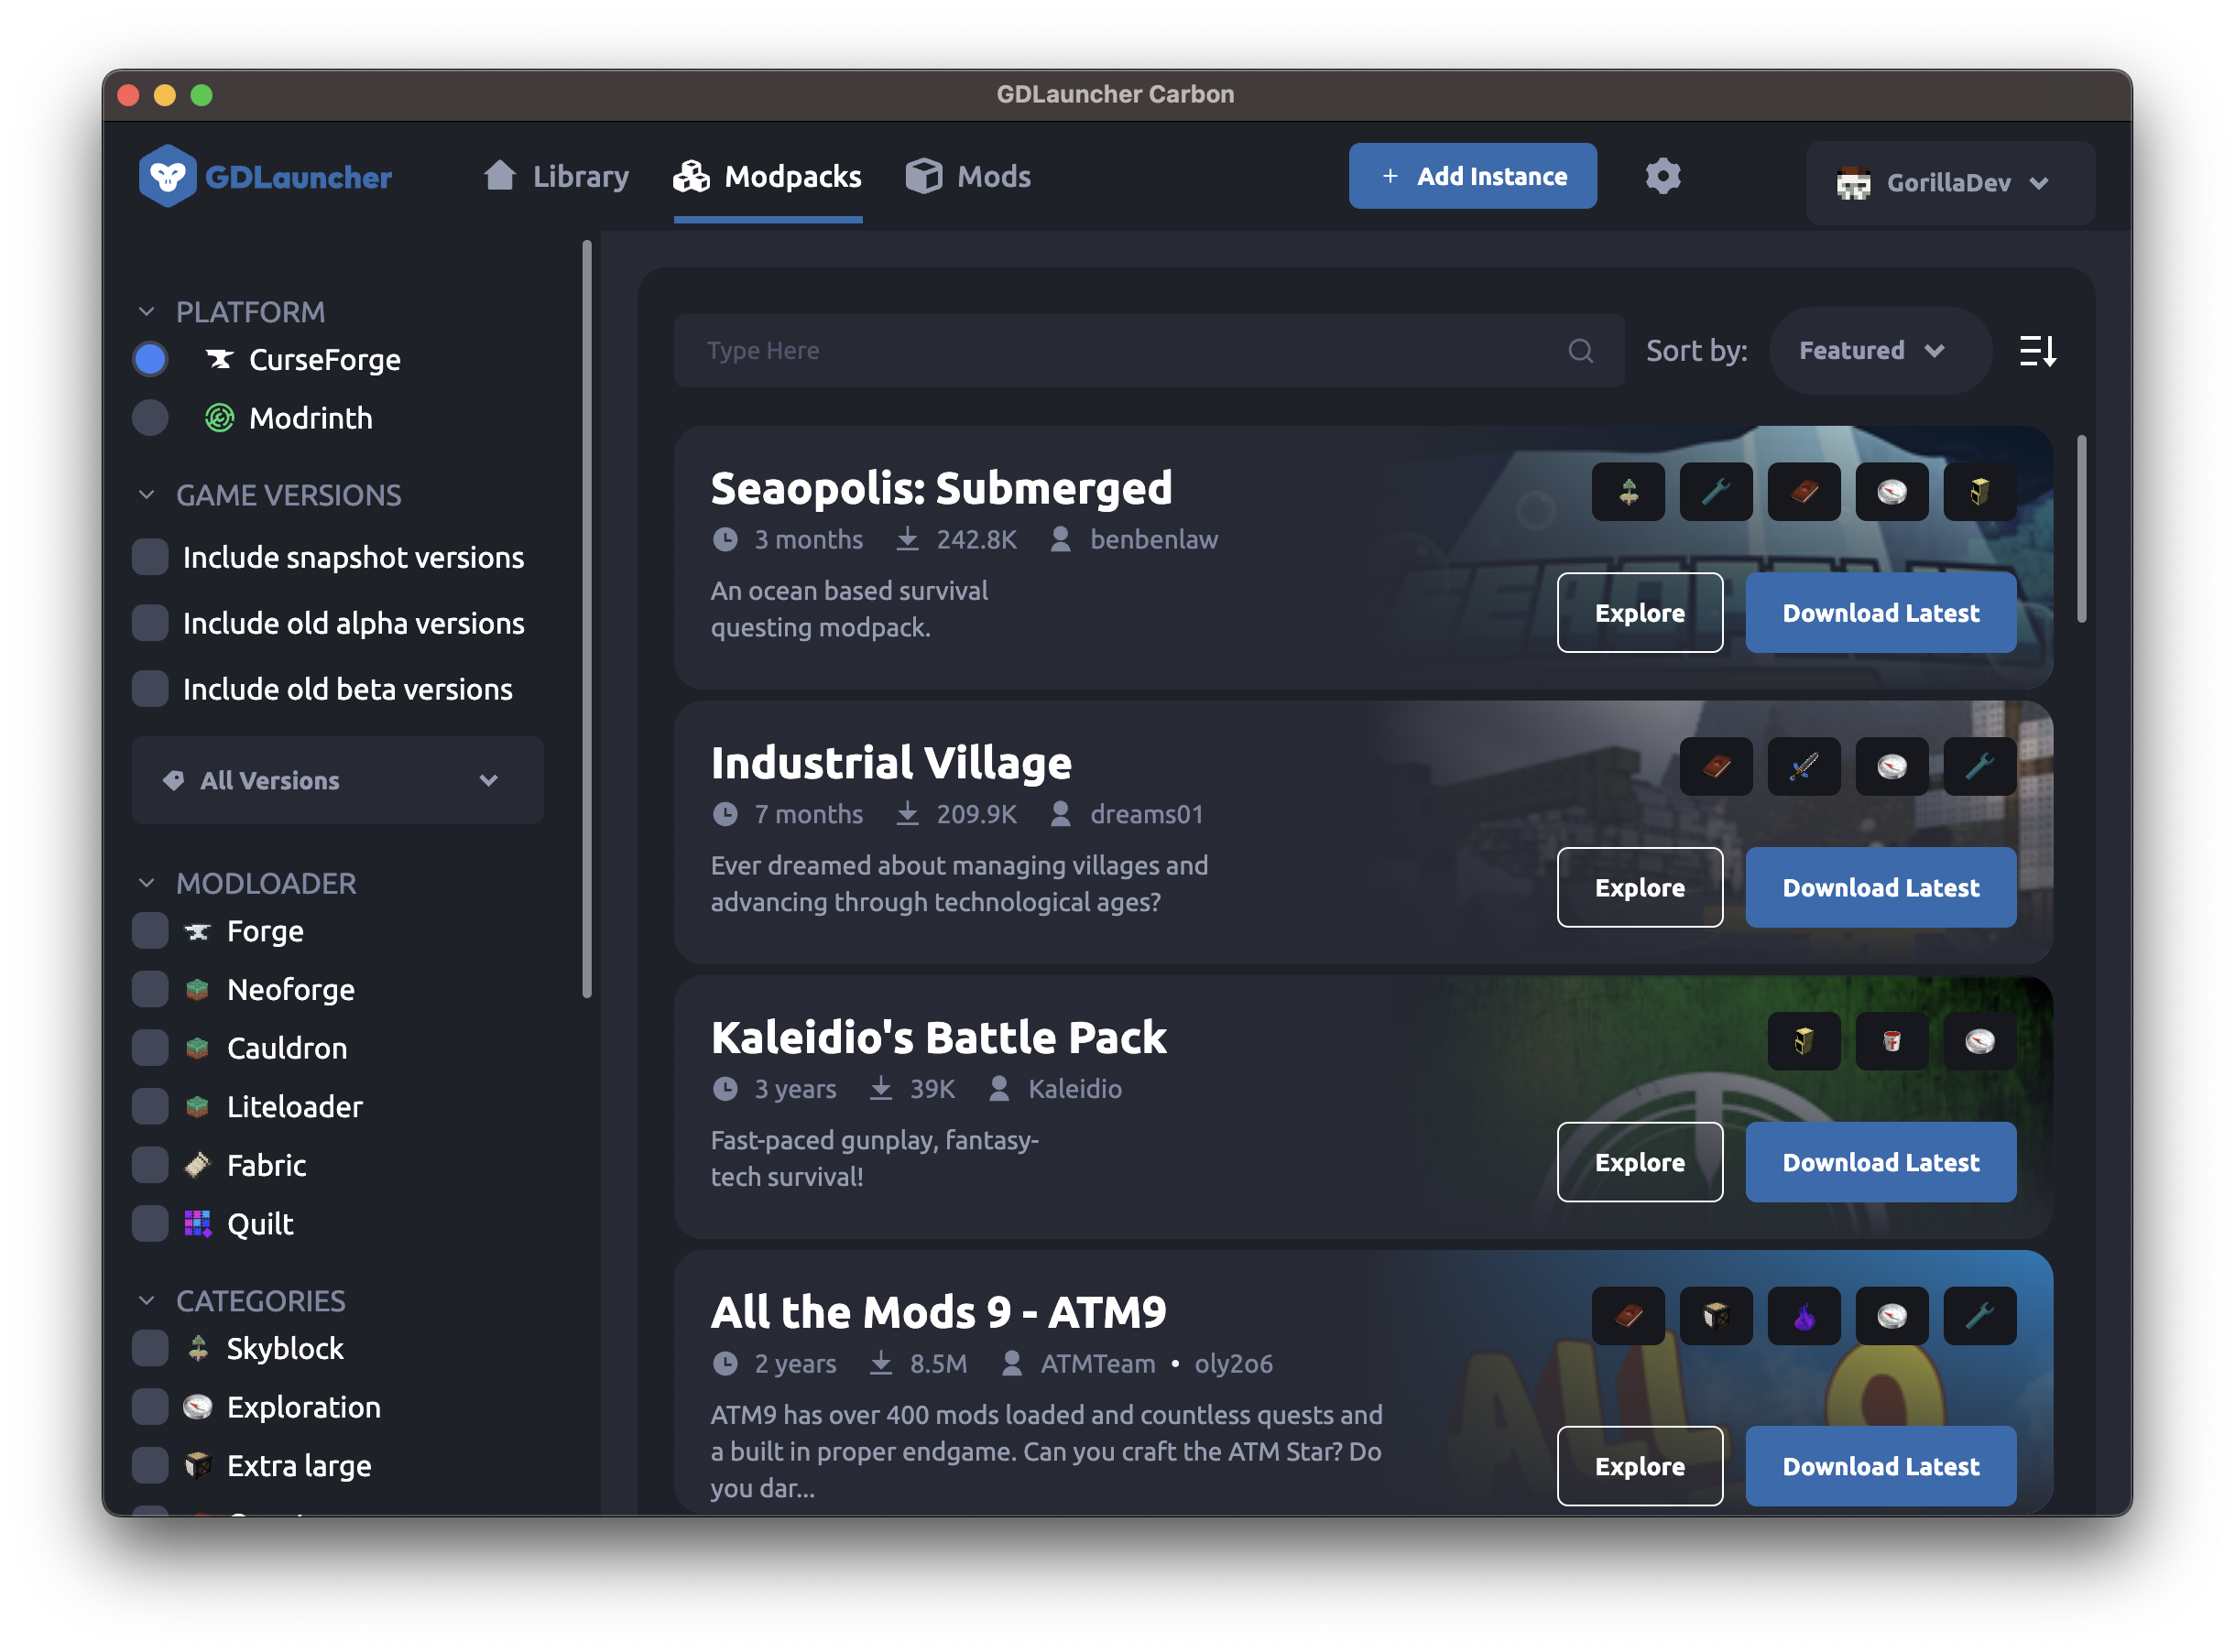 GDLauncher Carbon
GDLauncher
Library
Modpacks
Mods
+ Add Instance
GorillaDev
PLATFORM
CurseForge
Modrinth
GAME VERSIONS
Include snapshot versions
Include old alpha versions
Include old beta versions
All Versions
MODLOADER
Forge
Neoforge
Cauldron
Liteloader
Fabric
Quilt
CATEGORIES
Skyblock
Exploration
Extra large
Type Here
Sort by:
Featured
Seaopolis: Submerged
3 months 242.8K benbenlaw
An ocean based survival
questing modpack.
Explore
Download Latest
Industrial Village
7 months 209.9K dreams01
Ever dreamed about managing villages and
advancing through technological ages?
Explore
Download Latest
Kaleidio's Battle Pack
3 years 39K Kaleidio
Fast-paced gunplay, fantasy-
tech survival!
Explore
Download Latest
All the Mods 9 - ATM9
2 years 8.5M ATMTeam • oly2o6
ATM9 has over 400 mods loaded and countless quests and
a built in proper endgame. Can you craft the ATM Star? Do
you dar...
ALL
Explore
Download Latest